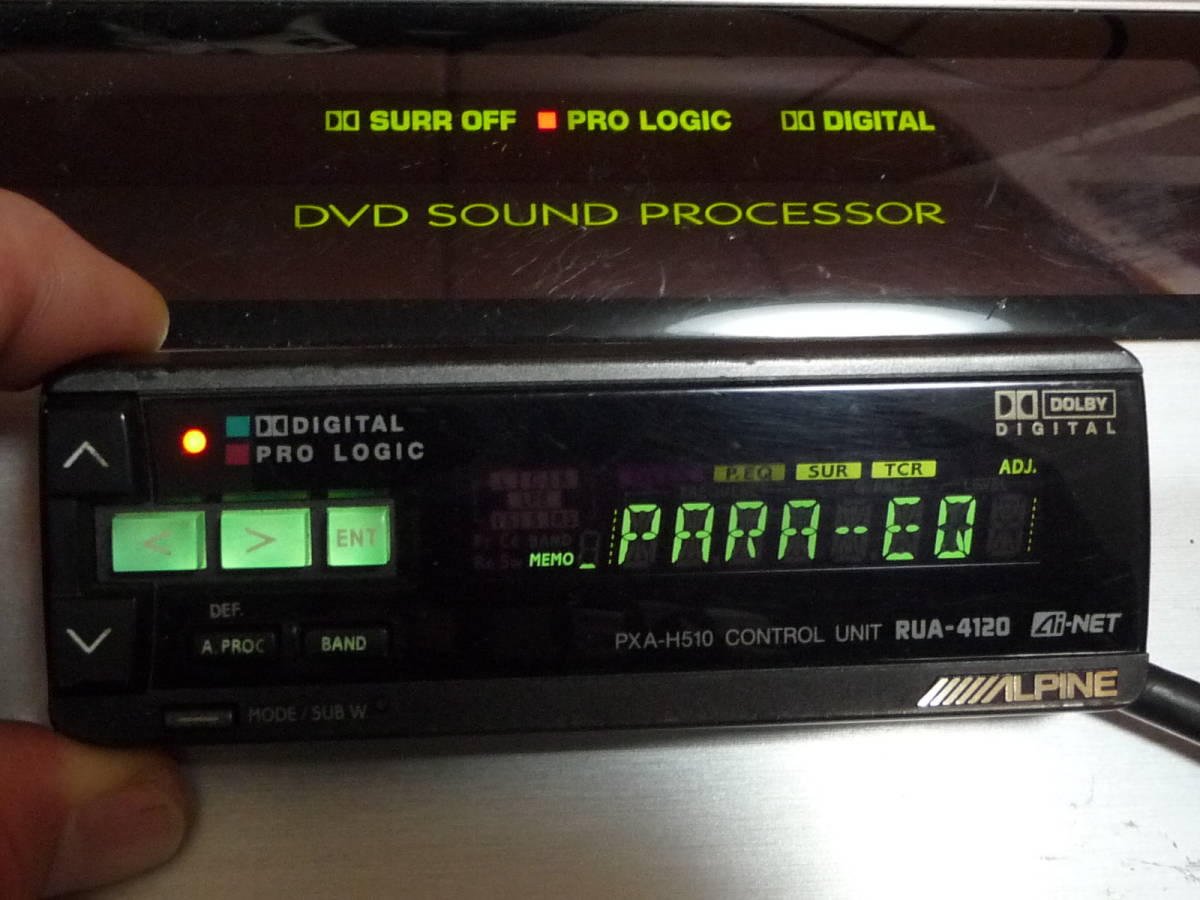 SURR OFF PRO LOGIC DIGITAL
DVD SOUND PROCESSOR
DIGITAL
PRO LOGIC
DOLBY
DIGITAL
P.EQ SUR TCR ADJ.
< > ENT
MEMO PARA-EQ
DEF.
A. PROC BAND
PXA-H510 CONTROL UNIT RUA-4120 Ai-NET
ALPINE
MODE / SUB W.